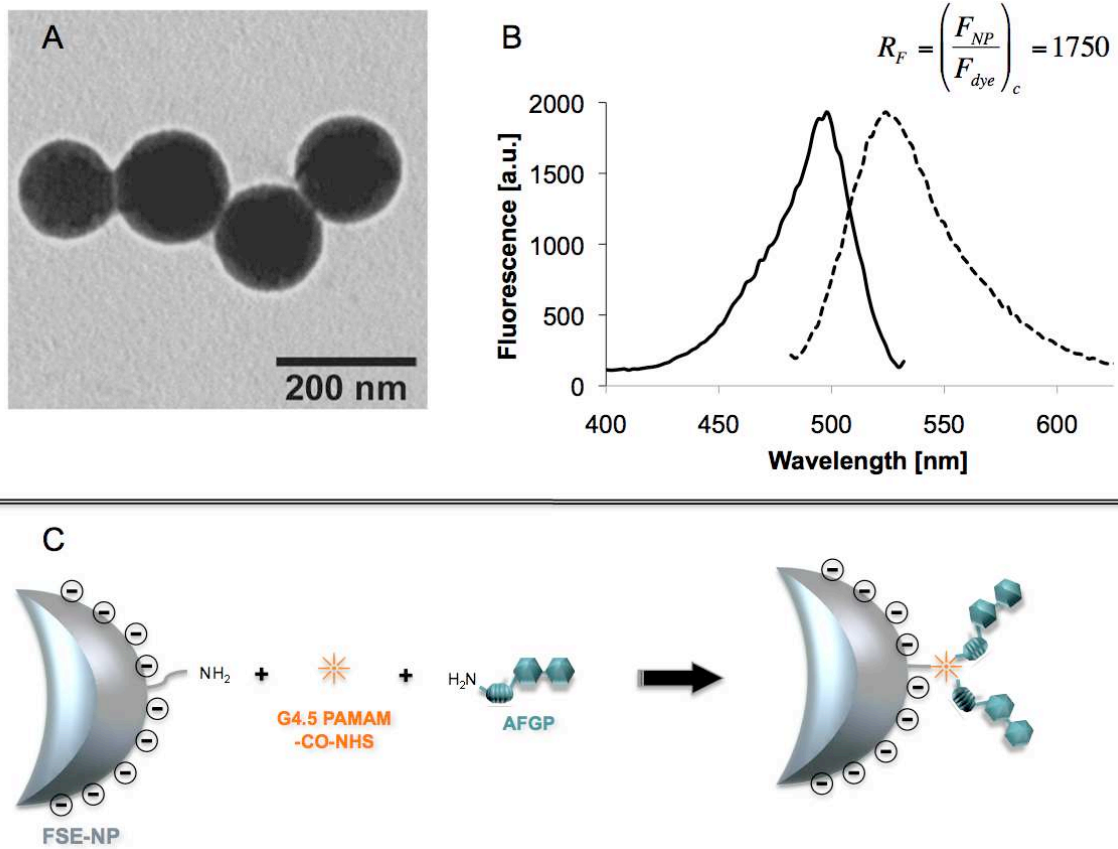 A
200 nm
B
R_F = (F_NP / F_dye)_c = 1750
Fluorescence [a.u.]
2000
1500
1000
500
0
400 450 500 550 600
Wavelength [nm]
C
NH2 + + H2N
G4.5 PAMAM
-CO-NHS
AFGP
FSE-NP